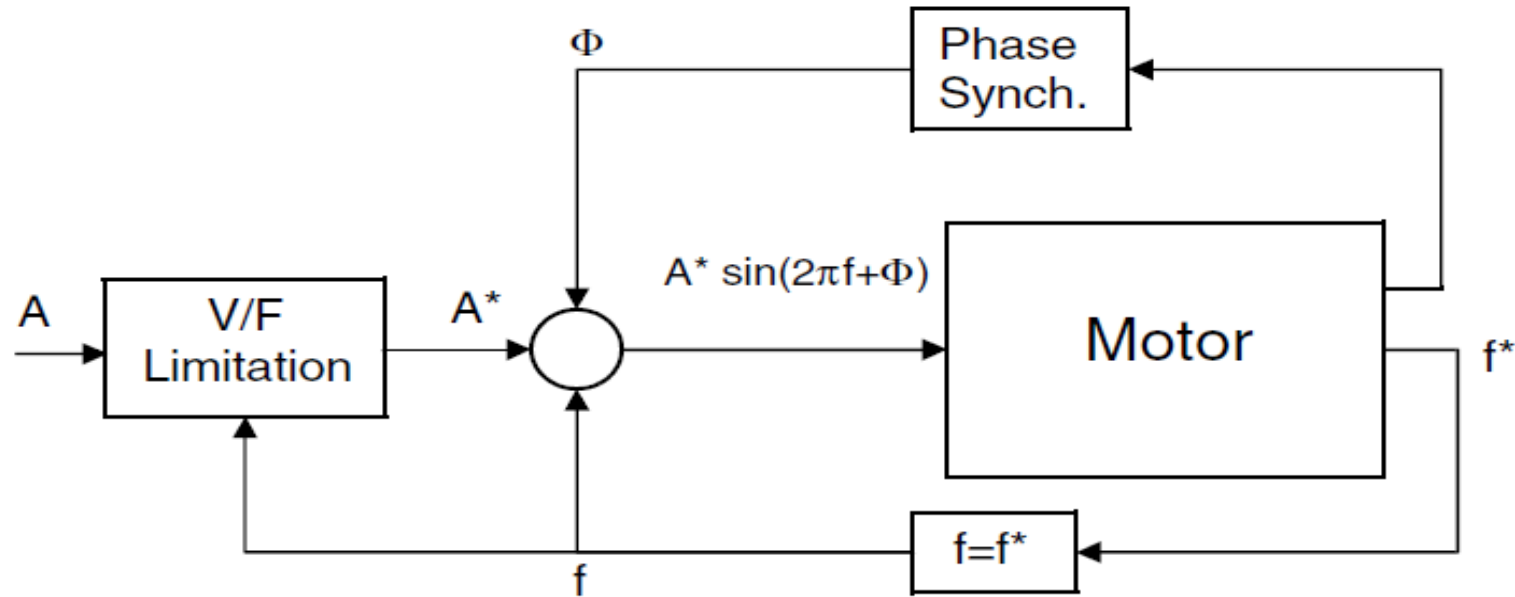 Φ
Phase
Synch.
A* sin(2πf+Φ)
A
V/F
Limitation
A*
Motor
f*
f=f*
f